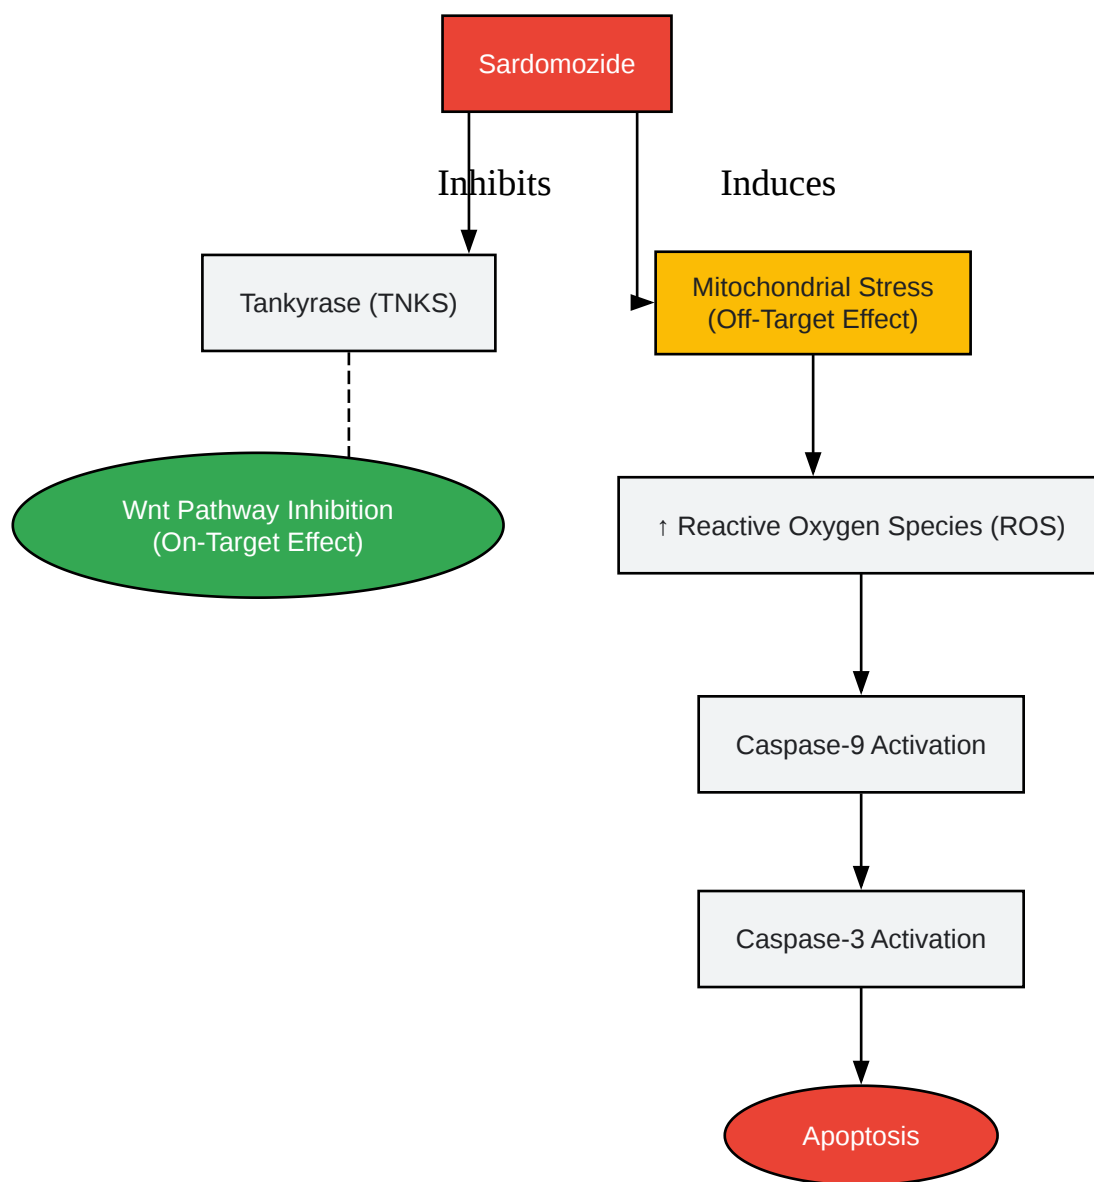 Sardomozide
Inhibits
Induces
Tankyrase (TNKS)
Mitochondrial Stress
(Off-Target Effect)
Wnt Pathway Inhibition
(On-Target Effect)
↑ Reactive Oxygen Species (ROS)
Caspase-9 Activation
Caspase-3 Activation
Apoptosis